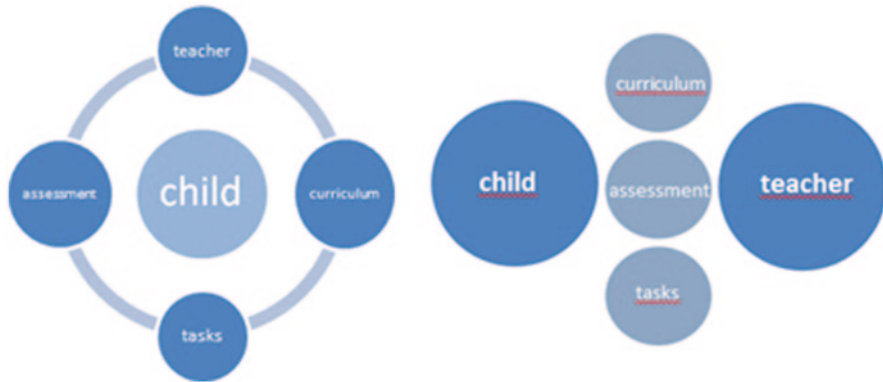 teacher
assessment
child
curriculum
tasks
curriculum
child
assessment
teacher
tasks